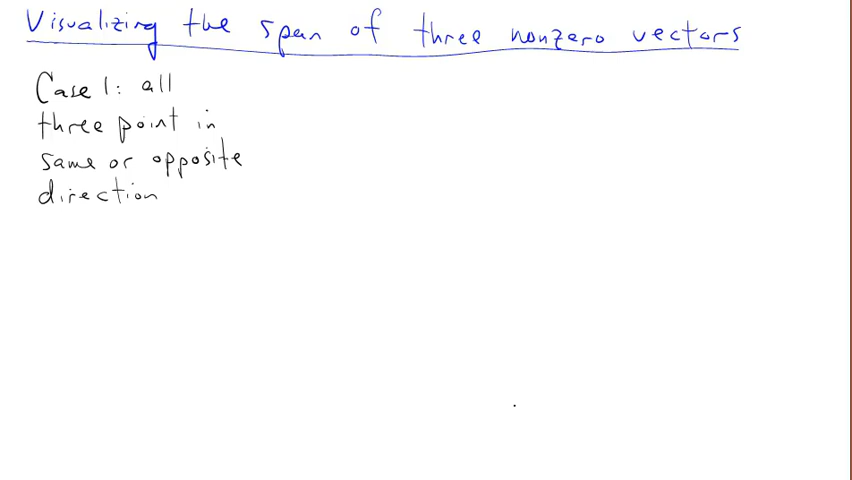 Visualizing the span of three nonzero vectors
Case 1: all
three point in
same or opposite
direction